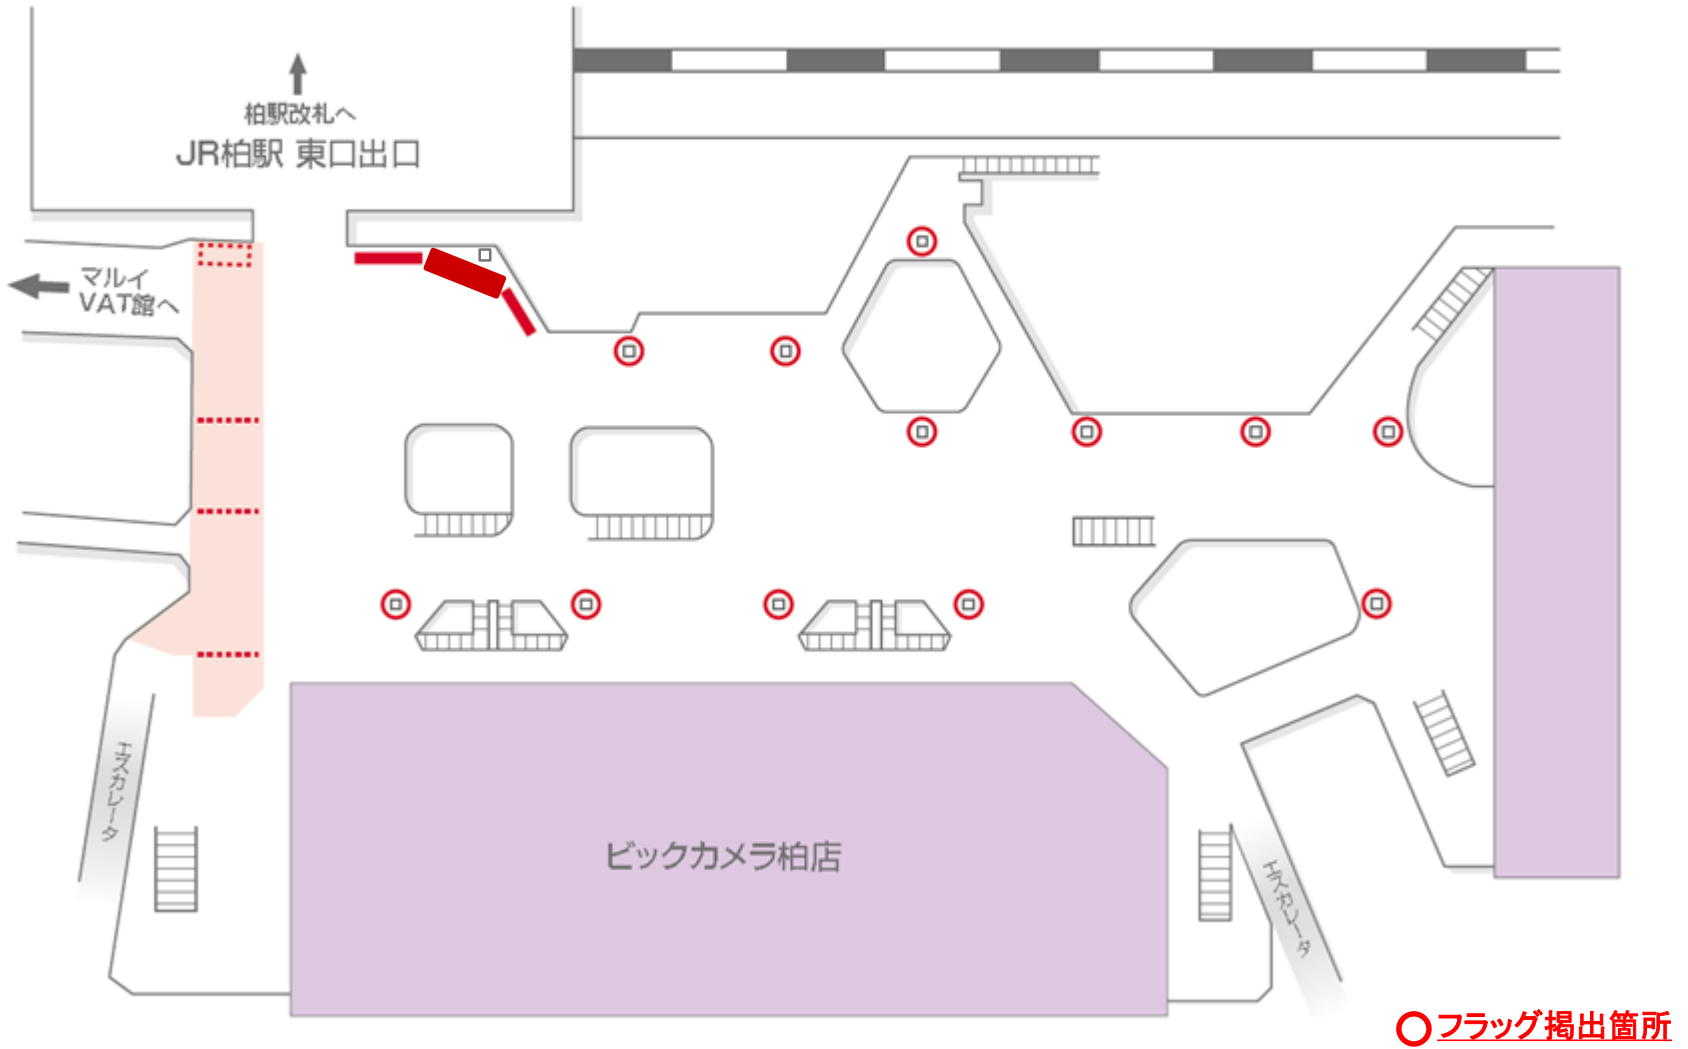 柏駅改札へ
JR柏駅 東口出口
マルイ
VAT館へ
エスカレータ
ビックカメラ柏店
エスカレータ
フラッグ掲出箇所